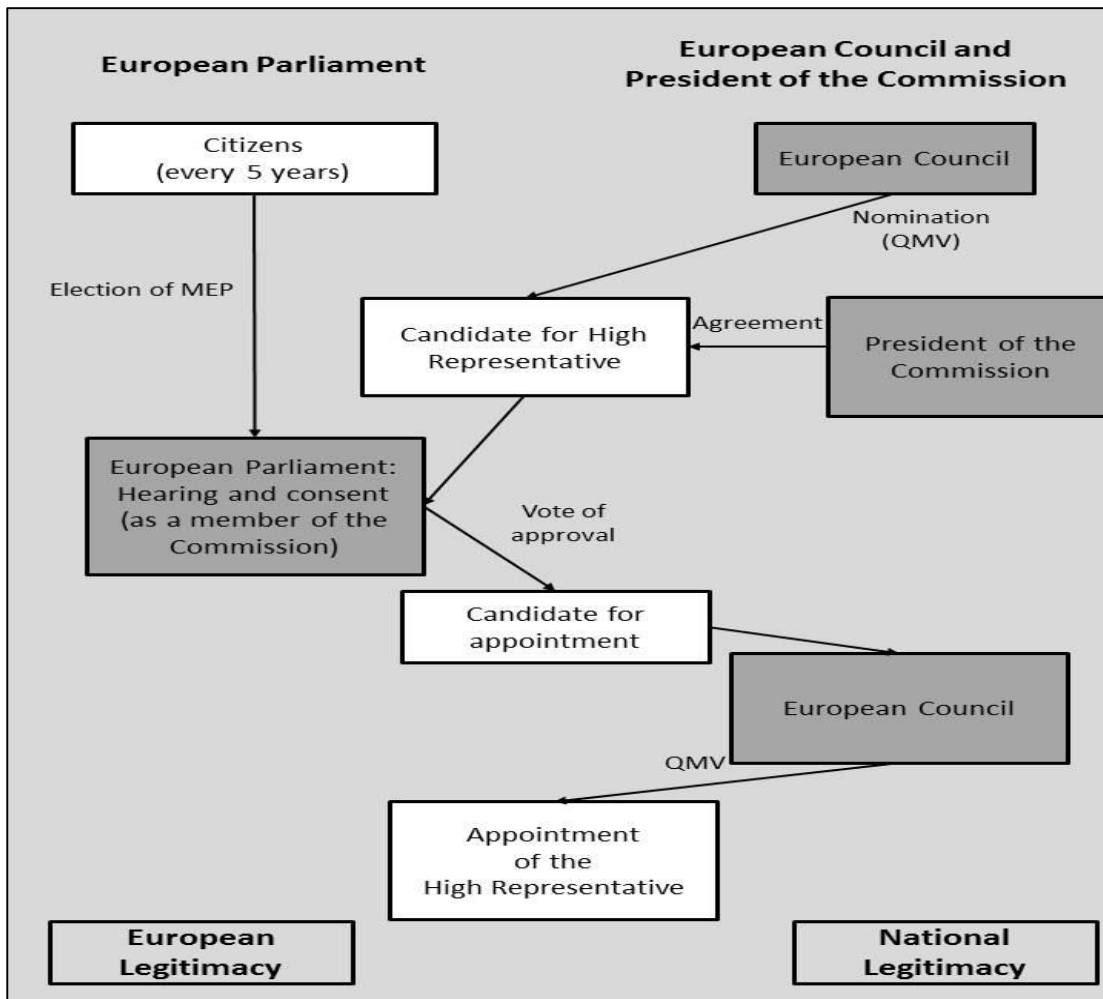 European Parliament
European Council and
President of the Commission
Citizens
(every 5 years)
European Council
Nomination
(QMV)
Election of MEP
Candidate for High
Representative
Agreement
President of the
Commission
European Parliament:
Hearing and consent
(as a member of the
Commission)
Vote of
approval
Candidate for
appointment
European Council
QMV
Appointment
of the
High Representative
European
Legitimacy
National
Legitimacy